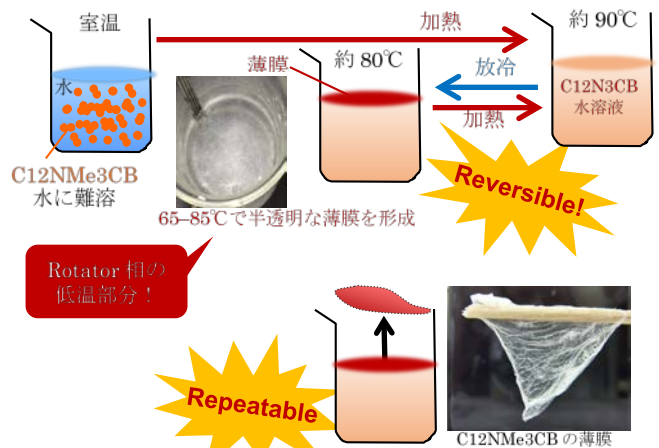 室温
加熱
約 90℃
薄膜
約 80℃
放冷
加熱
水
C12N3CB
水溶液
C12NMe3CB
水に難溶
Reversible!
65–85℃で半透明な薄膜を形成
Rotator 相の
低温部分！
Repeatable
C12NMe3CB の薄膜